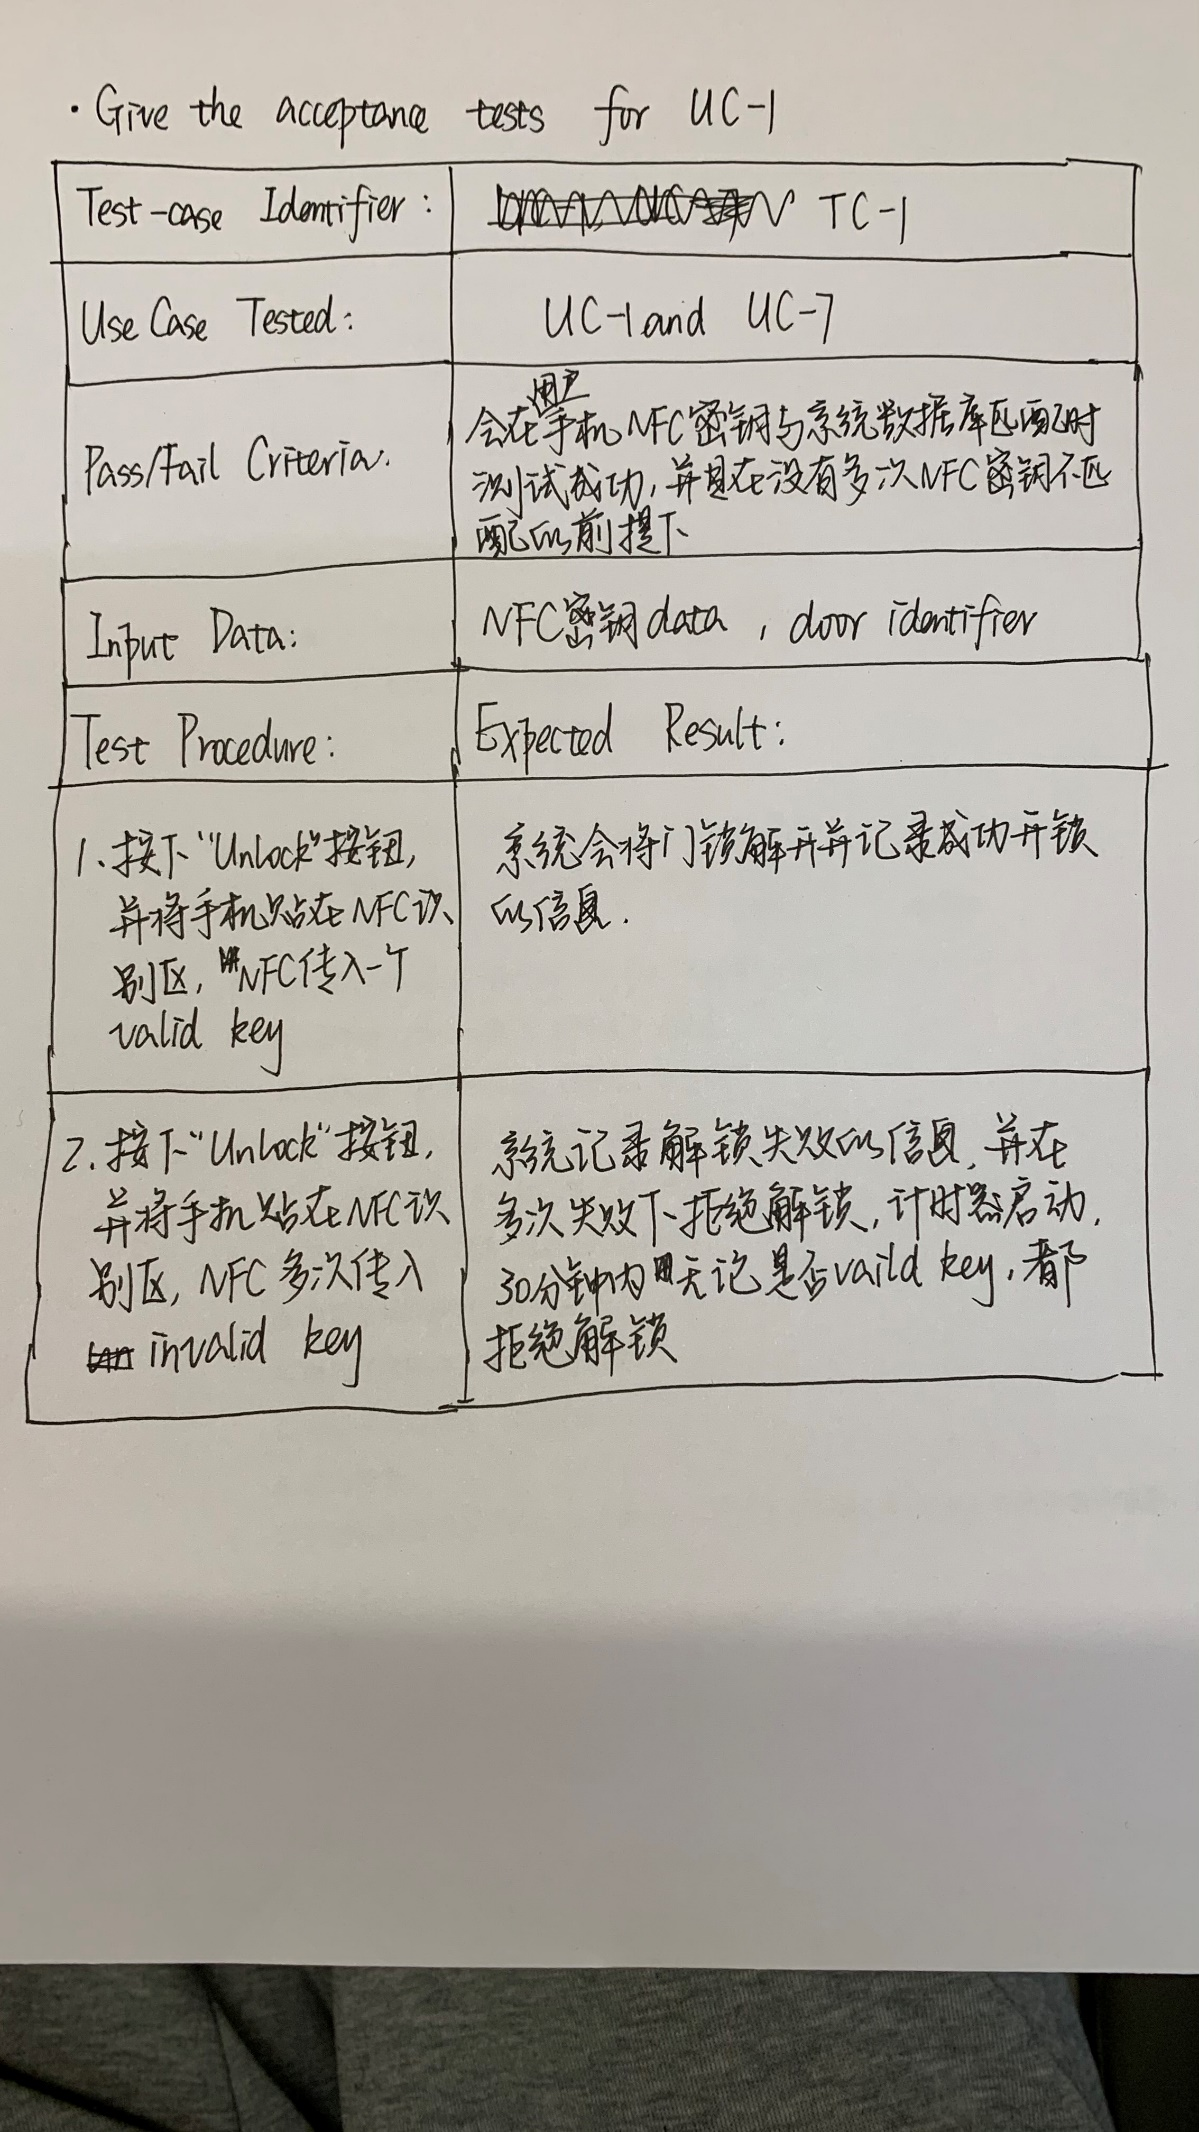 · Give the acceptance tests for UC-1
Test-case Identifier: TC-1
Use Case Tested: UC-1 and UC-7
Pass/Fail Criteria.
会在用户手机NFC密钥与系统数据库匹配时
测试成功,并且在没有多次NFC密钥不匹
配的前提下
Input Data: NFC密钥data , door identifier
Test Procedure: Expected Result:
1. 按下“Unlock”按钮,
并将手机贴在NFC识
别区, NFC传入一个
valid key
系统会将门锁解开并记录成功开锁
的信息.
2. 按下“Unlock”按钮,
并将手机贴在NFC识
别区, NFC多次传入
invalid key
系统记录解锁失败的信息, 并在
多次失败下拒绝解锁, 计时器启动,
30分钟内无论是否vaild key, 都
拒绝解锁